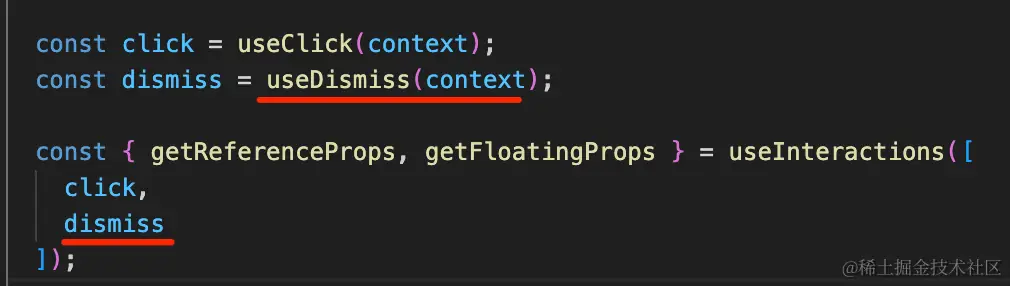 const click = useClick(context);
const dismiss = useDismiss(context);
const { getReferenceProps, getFloatingProps } = useInteractions([
click,
dismiss
]);
@稀土掘金技术社区